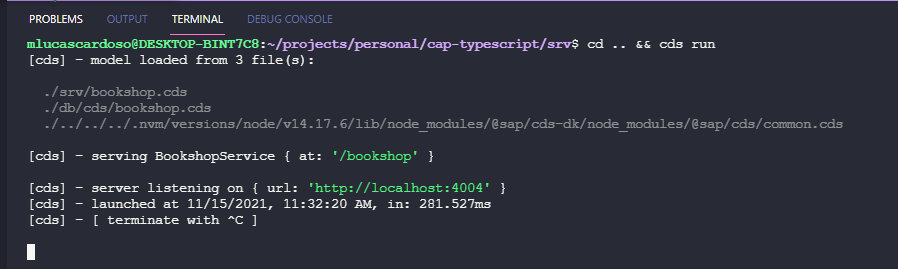 PROBLEMS OUTPUT TERMINAL DEBUG CONSOLE
mlucascardoso@DESKTOP-BINT7C8:~/projects/personal/cap-typescript/srv$ cd .. && cds run
[cds] - model loaded from 3 file(s):
./srv/bookshop.cds
./db/cds/bookshop.cds
./../../../.nvm/versions/node/v14.17.6/lib/node_modules/@sap/cds-dk/node_modules/@sap/cds/common.cds
[cds] - serving BookshopService { at: '/bookshop' }
[cds] - server listening on { url: 'http://localhost:4004' }
[cds] - launched at 11/15/2021, 11:32:20 AM, in: 281.527ms
[cds] - [ terminate with ^C ]